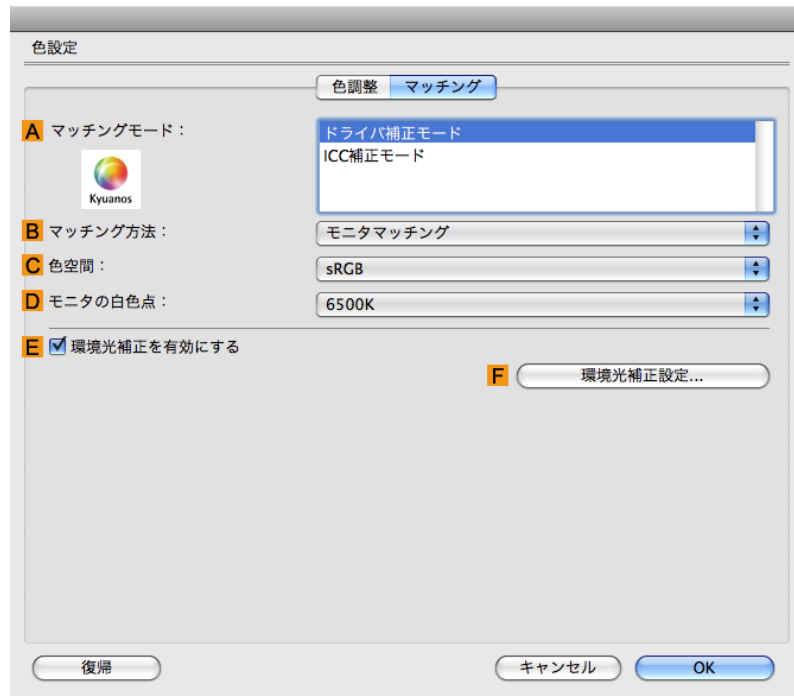 色設定
色調整 マッチング
A マッチングモード：
ドライバ補正モード
ICC補正モード
Kyuanos
B マッチング方法： モニタマッチング
C 色空間： sRGB
D モニタの白色点： 6500K
E 環境光補正を有効にする
F 環境光補正設定...
復帰 キャンセル OK